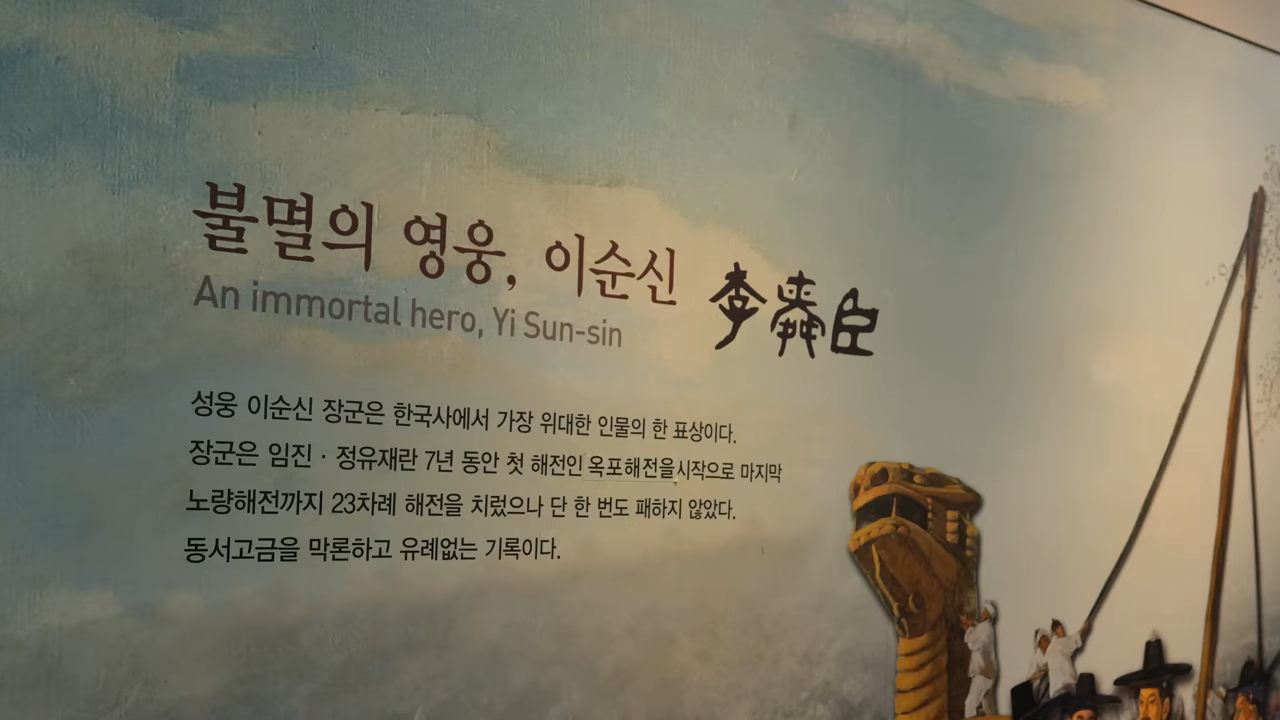 불멸의 영웅, 이순신 李舜臣
An immortal hero, Yi Sun-sin
성웅 이순신 장군은 한국사에서 가장 위대한 인물의 한 표상이다.
장군은 임진·정유재란 7년 동안 첫 해전인 옥포해전을시작으로 마지막
노량해전까지 23차례 해전을 치렀으나 단 한 번도 패하지 않았다.
동서고금을 막론하고 유례없는 기록이다.